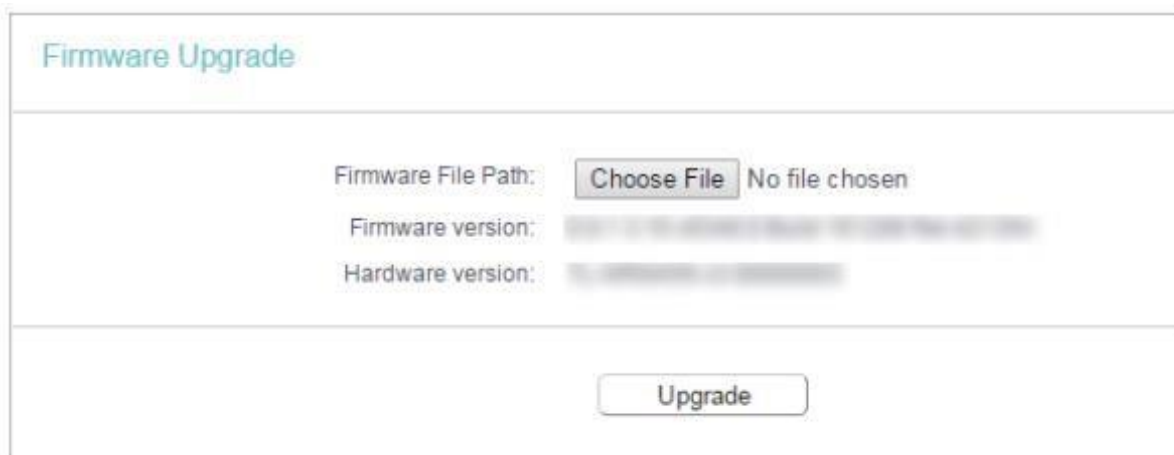 Firmware Upgrade
Firmware File Path: Choose File No file chosen
Firmware version:
Hardware version:
Upgrade